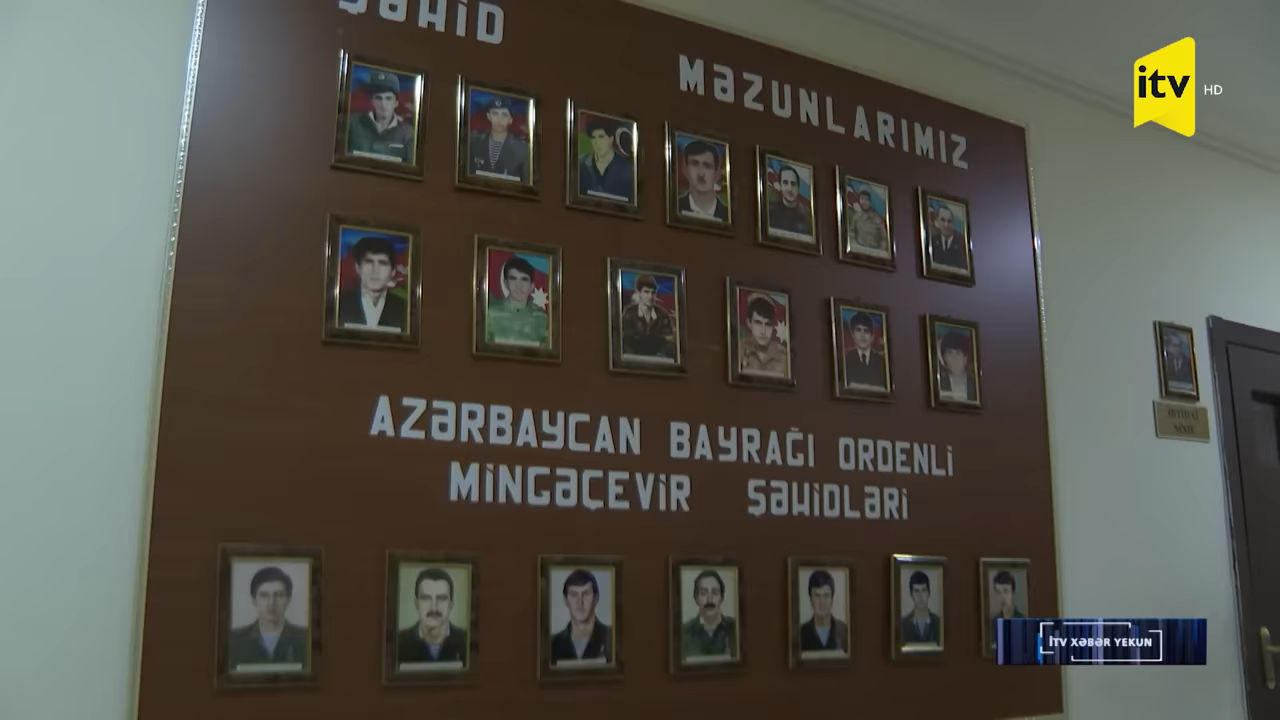 ŞƏHİD
MƏZUNLARIMIZ
AZƏRBAYCAN BAYRAĞI ORDENLİ
MİNGƏÇEVİR ŞƏHİDLƏRİ
itv HD
İTV XƏBƏR YEKUN